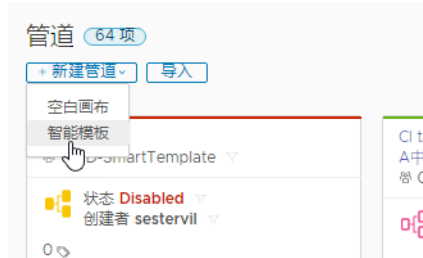 管道 64 项
+ 新建管道
导入
空白画布
智能模板
D-SmartTemplate
状态 Disabled
创建者 sestervil
0
CI t
A中
C